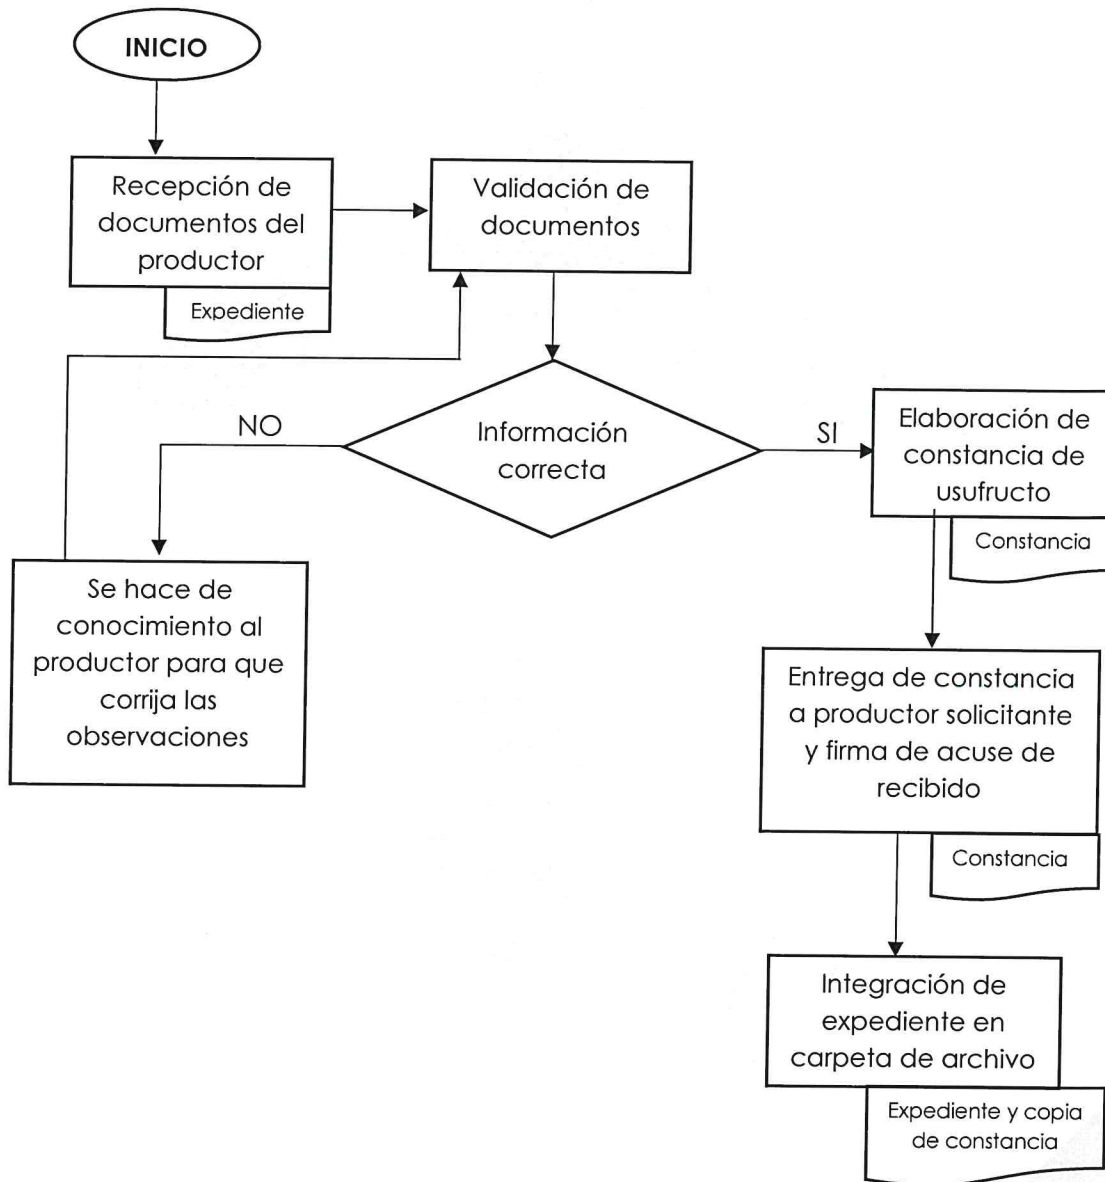 INICIO
Recepción de
documentos del
productor
Expediente
Validación de
documentos
Información
correcta
NO
SI
Se hace de
conocimiento al
productor para que
corrija las
observaciones
Elaboración de
constancia de
usufructo
Constancia
Entrega de constancia
a productor solicitante
y firma de acuse de
recibido
Constancia
Integración de
expediente en
carpeta de archivo
Expediente y copia
de constancia